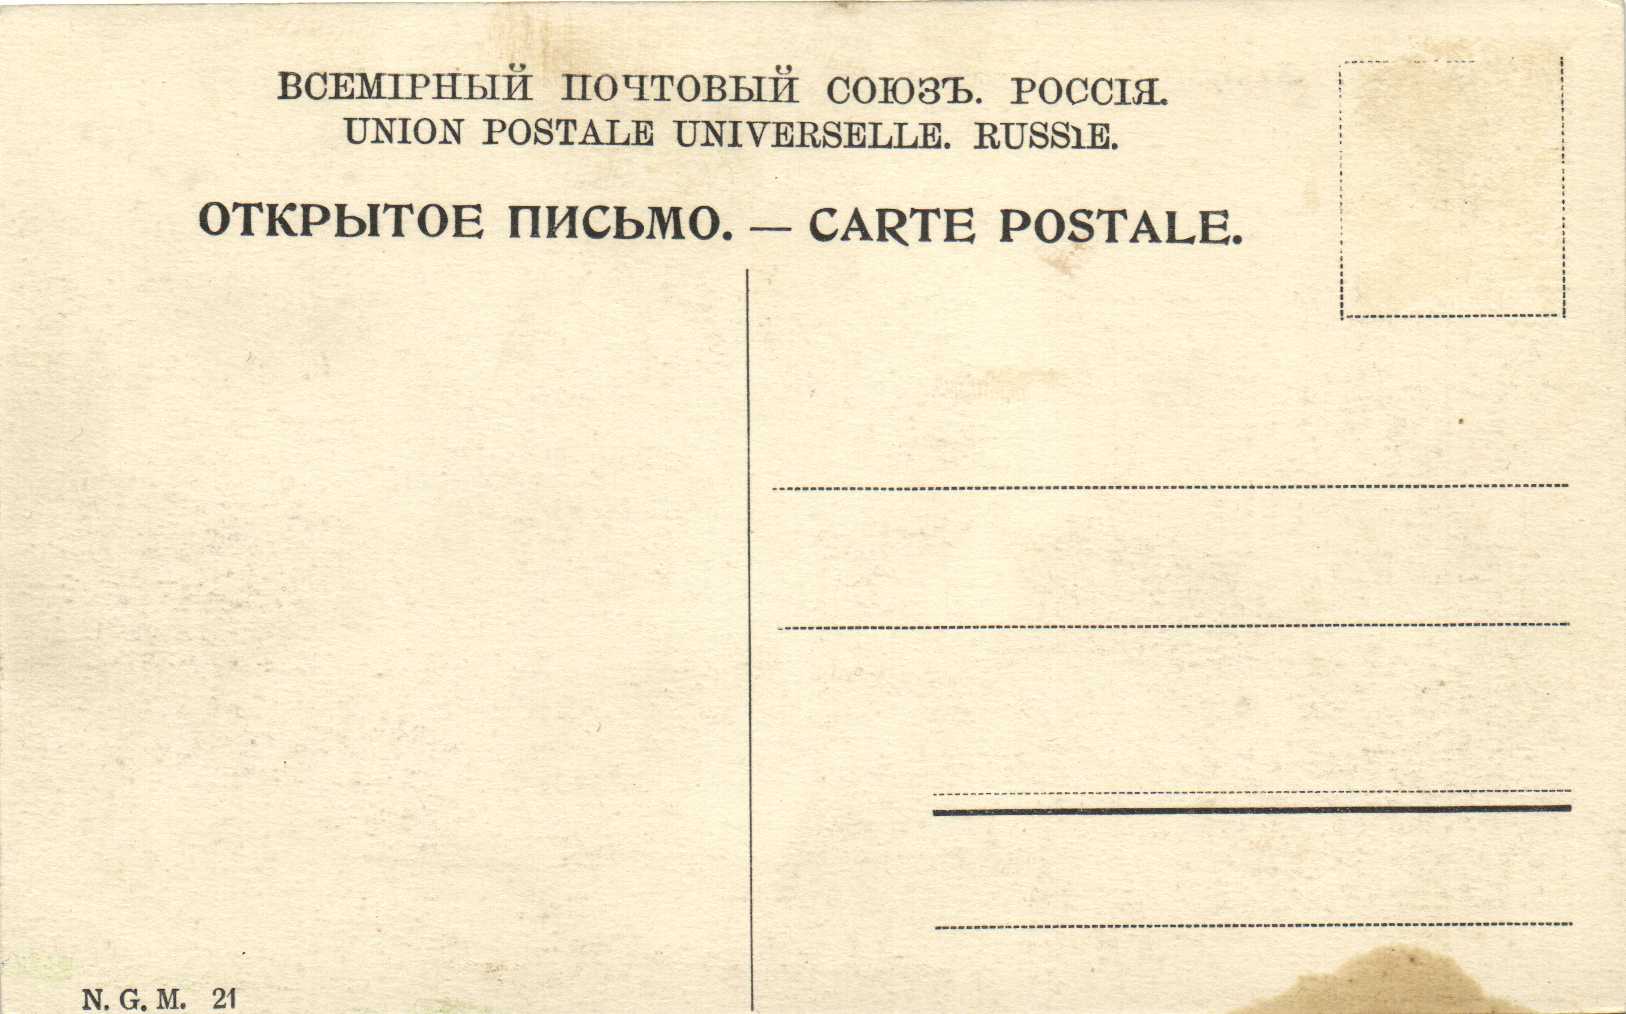 ВСЕМІРНЫЙ ПОЧТОВЫЙ СОЮЗЪ. РОССІЯ.
UNION POSTALE UNIVERSELLE. RUSSIE.
ОТКРЫТОЕ ПИСЬМО. — CARTE POSTALE.
N. G. M. 21